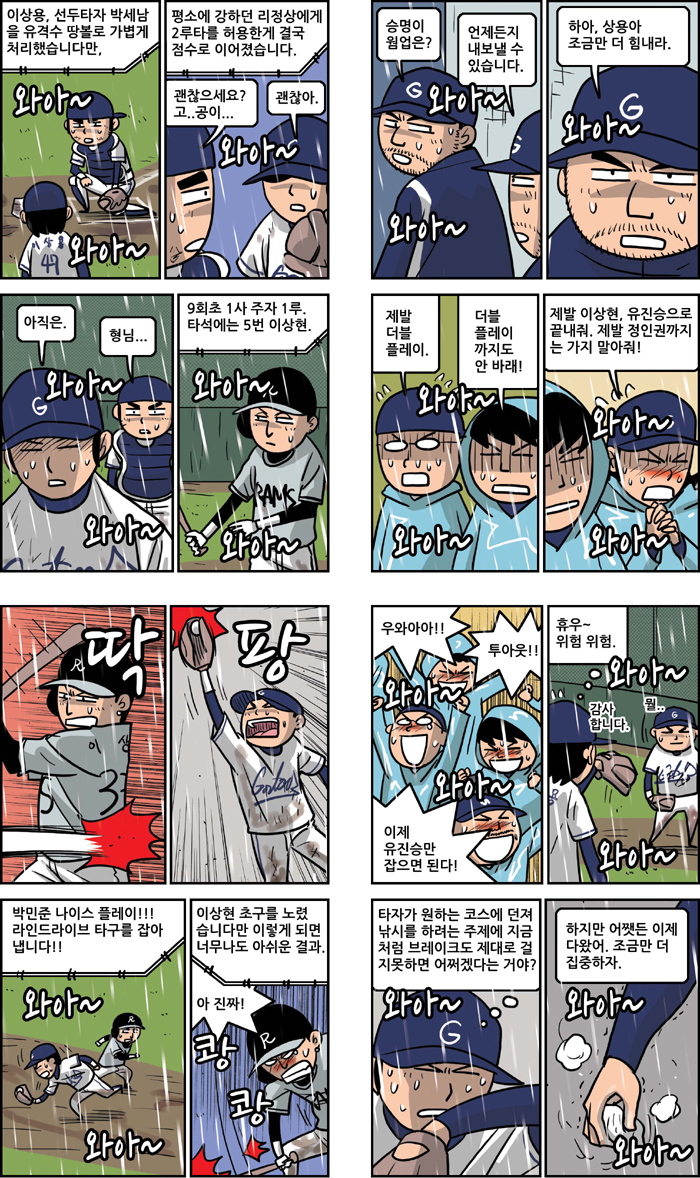 이상용, 선두타자 박세남
을 유격수 땅볼로 가볍게
처리했습니다만,
와아~
이상용
47
와아~
평소에 강하던 리정상에게
2루타를 허용한게 결국
점수로 이어졌습니다.
괜찮으세요?
고..공이...
괜찮아.
와아~
승명이
웜업은?
언제든지
내보낼 수
있습니다.
G
와아~
G
와아~
하아, 상용아
조금만 더 힘내라.
G
와아~
아직은.
형님...
와아~
G
와아~
9회초 1사 주자 1루.
타석에는 5번 이상현.
와아~
R
RAMS
와아~
제발
더블
플레이.
더블
플레이
까지도
안 바래!
와아~
와아~
제발 이상현, 유진승으로
끝내줘. 제발 정인권까지
는 가지 말아줘!
와아~
와아~
딱
R
이상
3
팡
G
우와아아!!
투아웃!!
와아~
와아~
이제
유진승만
잡으면 된다!
휴우~
위험 위험.
와아~
감사
합니다.
뭘..
G
와아~
박민준 나이스 플레이!!!
라인드라이브 타구를 잡아
냅니다!!
와아~
R
와아~
이상현 초구를 노렸
습니다만 이렇게 되면
너무나도 아쉬운 결과.
아 진짜!
R
쾅
쾅
타자가 원하는 코스에 던져
낚시를 하려는 주제에 지금
처럼 브레이크도 제대로 걸
지못하면 어쩌겠다는 거야?
와아~
G
하지만 어쨋든 이제
다왔어. 조금만 더
집중하자.
와아~
와아~